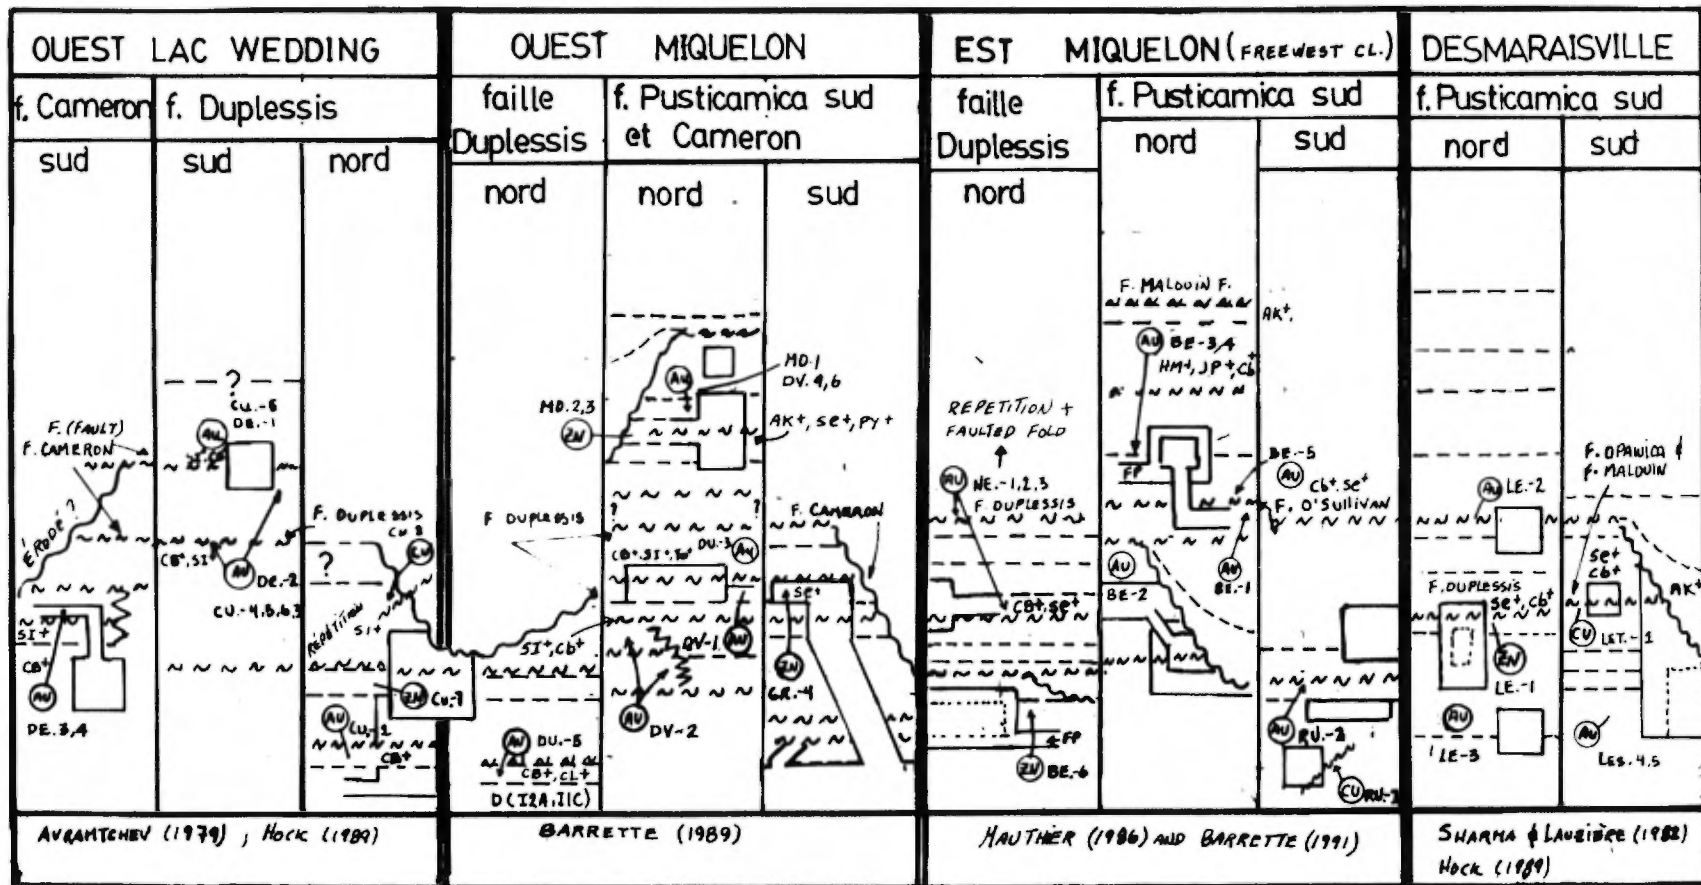 OUEST LAC WEDDING
OUEST MIQUELON
EST MIQUELON (FREEWEST CL.)
DESMARAISVILLE
f. Cameron
f. Duplessis
faille
Duplessis
f. Pusticamica sud
et Cameron
faille
Duplessis
f. Pusticamica sud
f. Pusticamica sud
sud
sud
nord
nord
nord
sud
nord
nord
sud
nord
sud
?
CU.-5
DE.-1
AU
F. (FAULT)
F. CAMERON
ÉRODÉ ?
SI+
CB+
AU
DE.3,4
CB+, SI+
AU
DE.-2
CU.-4,5,6,3
F. DUPLESSIS
CU
?
RÉPÉTITION
SI+
ZN
CU.-7
AU
CU.-1
CB+
MO.1
DV.4,6
AU
MO.2,3
ZN
AK+, SE+, PY+
F. DUPLESSIS
?
?
DU.-3
AU
F. CAMERON
SE+
SI+, Cb+
DV-1
AU
ZN
GR.-4
AU
DV-2
AU
DU.-5
CB+, CL+
D(I2A, I1C)
REPETITION +
FAULTED FOLD
AU
NE.-1,2,3
F. DUPLESSIS
CB+, SE+
FP
ZN
BE.-6
F. MALOUIN F.
AK+,
AU
BE-3,4
HM+, JP+, Cb
FP
BE.-5
AU
Cb+, SE+
F. O'SULLIVAN
AU
BE-2
AU
BE.-1
AU
RU.-2
CU
AU
LE.-2
F. DUPLESSIS
SE+, Cb+
ZN
LE.-1
AU
LE-3
F. OPAWICA &
F. MALOUIN
SE+
Cb+
AK+
CU
LET.-1
AU
LES.4,5
AVRAMTCHEV (1979) ; HOCK (1989)
BARRETTE (1989)
GAUTHIER (1986) AND BARRETTE (1991)
SHARMA & LAUZIÈRE (1982)
HOCK (1989)